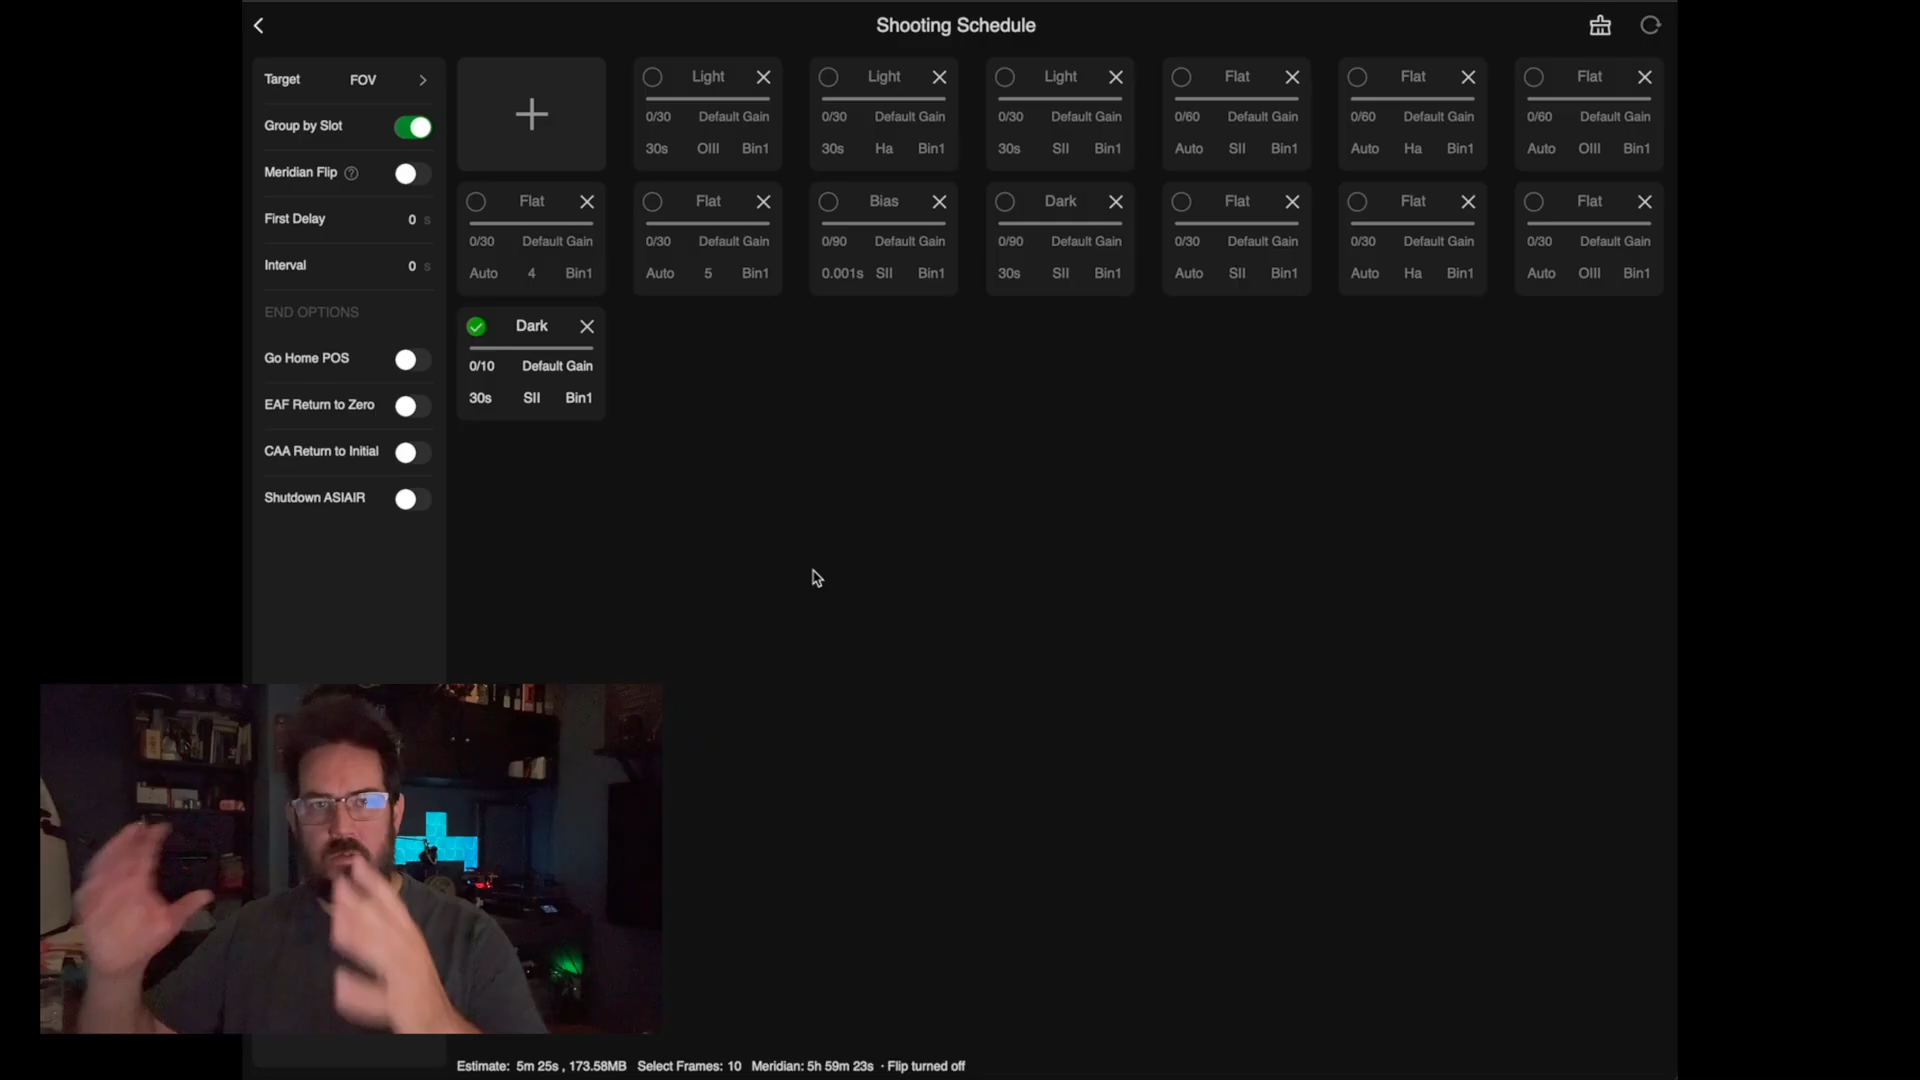 Shooting Schedule
Target FOV
Group by Slot
Meridian Flip ?
First Delay 0 s
Interval 0 s
END OPTIONS
Go Home POS
EAF Return to Zero
CAA Return to Initial
Shutdown ASIAIR
Light
0/30 Default Gain
30s OIII Bin1
Light
0/30 Default Gain
30s Ha Bin1
Light
0/30 Default Gain
30s SII Bin1
Flat
0/60 Default Gain
Auto SII Bin1
Flat
0/60 Default Gain
Auto Ha Bin1
Flat
0/60 Default Gain
Auto OIII Bin1
Flat
0/30 Default Gain
Auto 4 Bin1
Flat
0/30 Default Gain
Auto 5 Bin1
Bias
0/90 Default Gain
0.001s SII Bin1
Dark
0/90 Default Gain
30s SII Bin1
Flat
0/30 Default Gain
Auto SII Bin1
Flat
0/30 Default Gain
Auto Ha Bin1
Flat
0/30 Default Gain
Auto OIII Bin1
Dark
0/10 Default Gain
30s SII Bin1
Estimate: 5m 25s , 173.58MB Select Frames: 10 Meridian: 5h 59m 23s · Flip turned off